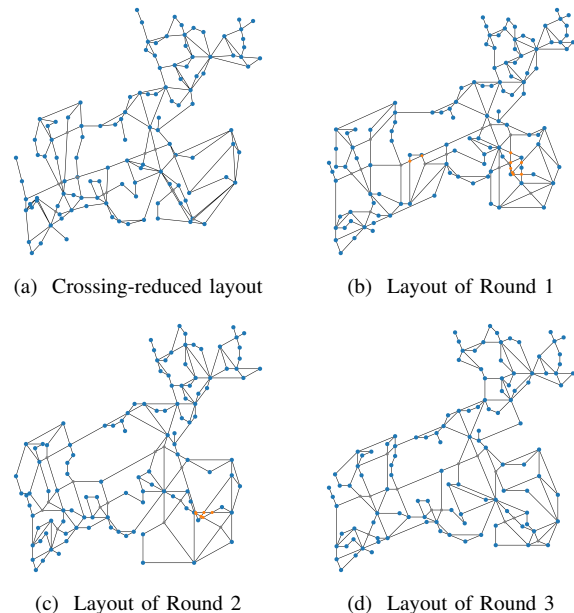 (a) Crossing-reduced layout
(b) Layout of Round 1
(c) Layout of Round 2
(d) Layout of Round 3